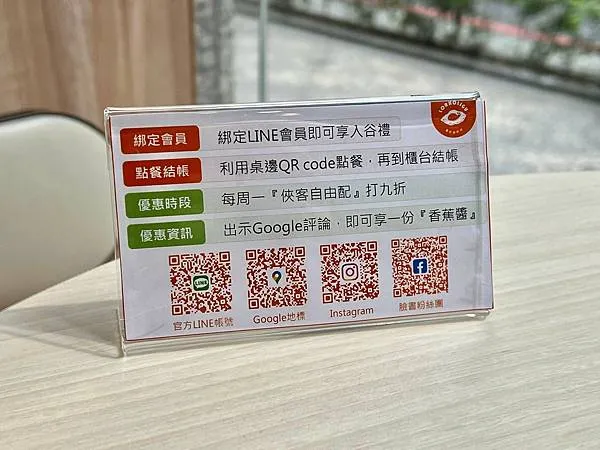 綁定會員 綁定LINE會員即可享入谷禮
點餐結帳 利用桌邊QR code點餐，再到櫃台結帳
優惠時段 每周一『俠客自由配』打九折
優惠資訊 出示Google評論，即可享一份『香蕉醬』
LINE
官方LINE帳號 Google地標 Instagram 臉書粉絲團